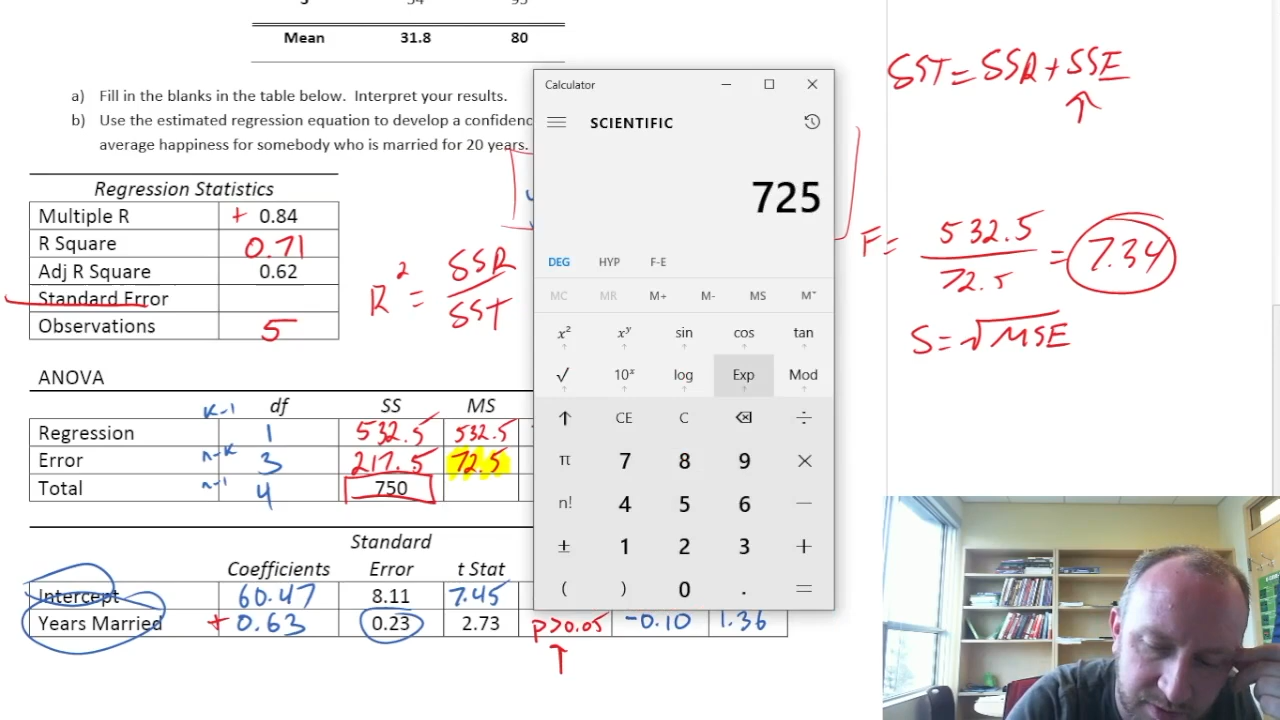 Mean 31.8 80
a) Fill in the blanks in the table below. Interpret your results.
b) Use the estimated regression equation to develop a confidenc
average happiness for somebody who is married for 20 years.
Regression Statistics
Multiple R + 0.84
R Square 0.71
Adj R Square 0.62
Standard Error
Observations 5
R² = SSR / SST
ANOVA
K-1 df SS MS
Regression 1 532.5 532.5
Error n-K 3 217.5 72.5
Total n-1 4 750
Standard
Coefficients Error t Stat
Intercept 60.47 8.11 7.45
Years Married + 0.63 0.23 2.73 p>0.05 -0.10 1.36
Calculator
SCIENTIFIC
725
DEG HYP F-E
MC MR M+ M- MS M˅
x² xʸ sin cos tan
√ 10ˣ log Exp Mod
↑ CE C ⌫ ÷
π 7 8 9 ×
n! 4 5 6 −
± 1 2 3 +
( ) 0 . =
SST = SSR + SSE
F = 532.5 / 72.5 = 7.34
S = √MSE